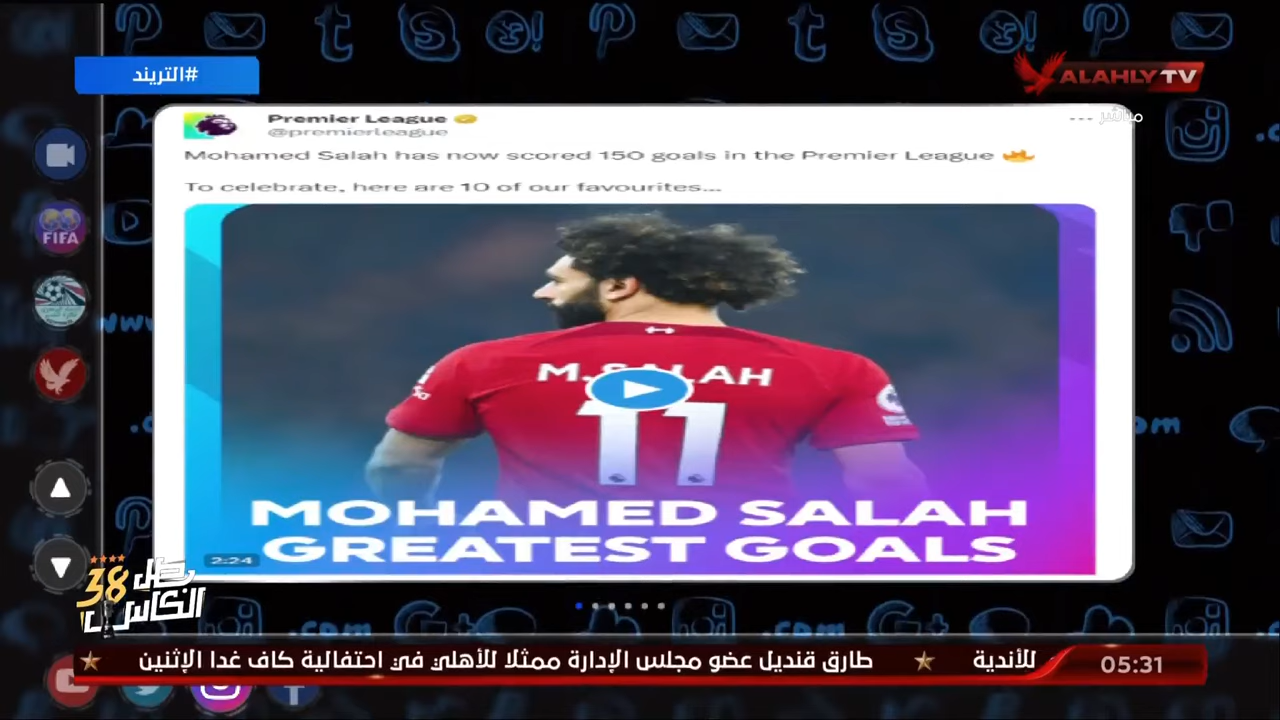 #التريند
ALAHLY TV
مباشر
Premier League
@premierleague
Mohamed Salah has now scored 150 goals in the Premier League
To celebrate, here are 10 of our favourites...
M.SALAH
11
MOHAMED SALAH
GREATEST GOALS
2:24
FIFA
38
بطل الكاس
للأندية
طارق قنديل عضو مجلس الإدارة ممثلا للأهلي في احتفالية كاف غدا الإثنين
05:31